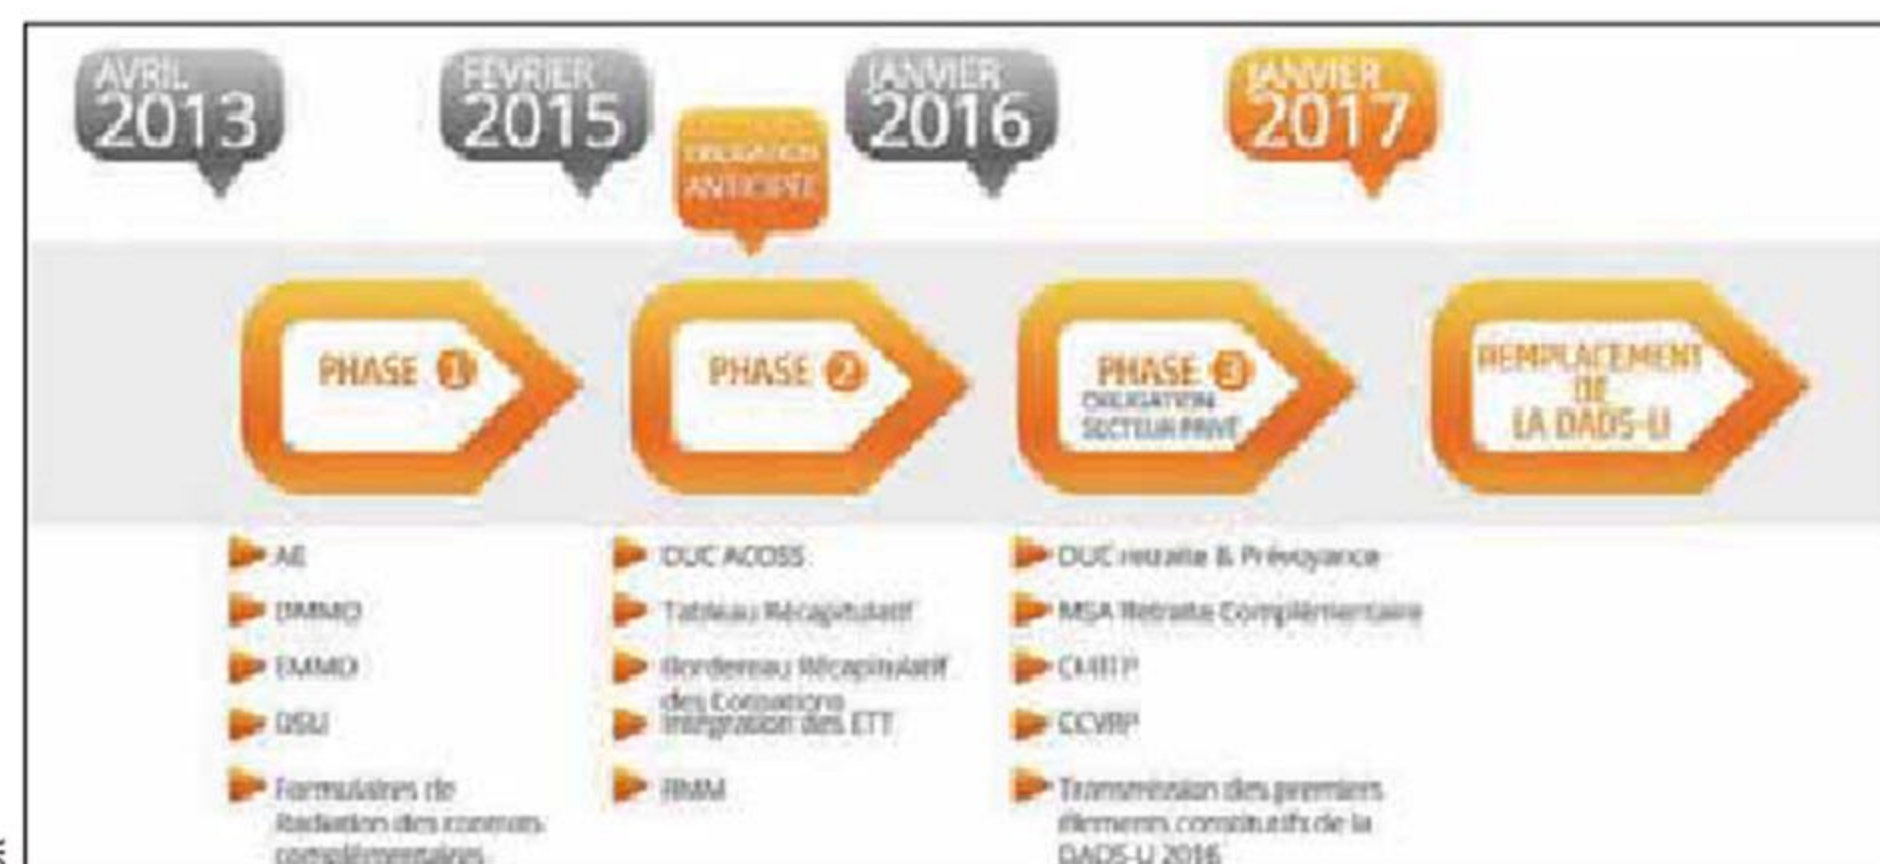 AVRIL
2013
FÉVRIER
2015
OBLIGATION
ANTICIPÉE
JANVIER
2016
JANVIER
2017
PHASE 1
PHASE 2
PHASE 3
OBLIGATION
SECTEUR PRIVÉ
REMPLACEMENT
DE
LA DADS-U
AE
DMMO
EMMO
DSIJ
Formulaires de
Radiation des contrats
complémentaires
DUC ACOSS
Tableau Récapitulatif
Bordereau Récapitulatif
des Cotisations
Intégration des ETT
RMM
DUC retraite & Prévoyance
MSA Retraite Complémentaire
CCVRP
Transmission des premiers
élements constitutifs de la
DADS-U 2016